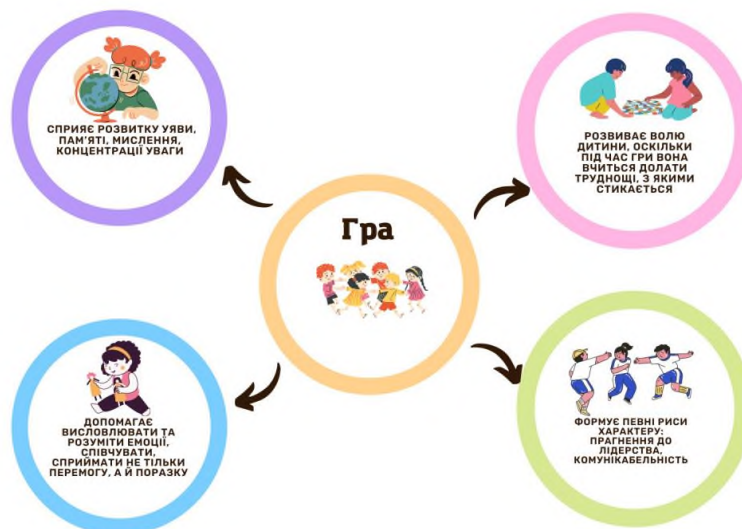 СПРИЯЄ РОЗВИТКУ УЯВИ,
ПАМ'ЯТІ, МИСЛЕННЯ,
КОНЦЕНТРАЦІЇ УВАГИ
РОЗВИВАЄ ВОЛЮ
ДИТИНИ, ОСКІЛЬКИ
ПІД ЧАС ГРИ ВОНА
ВЧИТЬСЯ ДОЛАТИ
ТРУДНОЩІ, З ЯКИМИ
СТИКАЄТЬСЯ
Гра
ДОПОМАГАЄ
ВИСЛОВЛЮВАТИ ТА
РОЗУМІТИ ЕМОЦІЇ,
СПІВЧУВАТИ,
СПРИЙМАТИ НЕ ТІЛЬКИ
ПЕРЕМОГУ, А Й ПОРАЗКУ
ФОРМУЄ ПЕВНІ РИСИ
ХАРАКТЕРУ:
ПРАГНЕННЯ ДО
ЛІДЕРСТВА,
КОМУНІКАБЕЛЬНІСТЬ